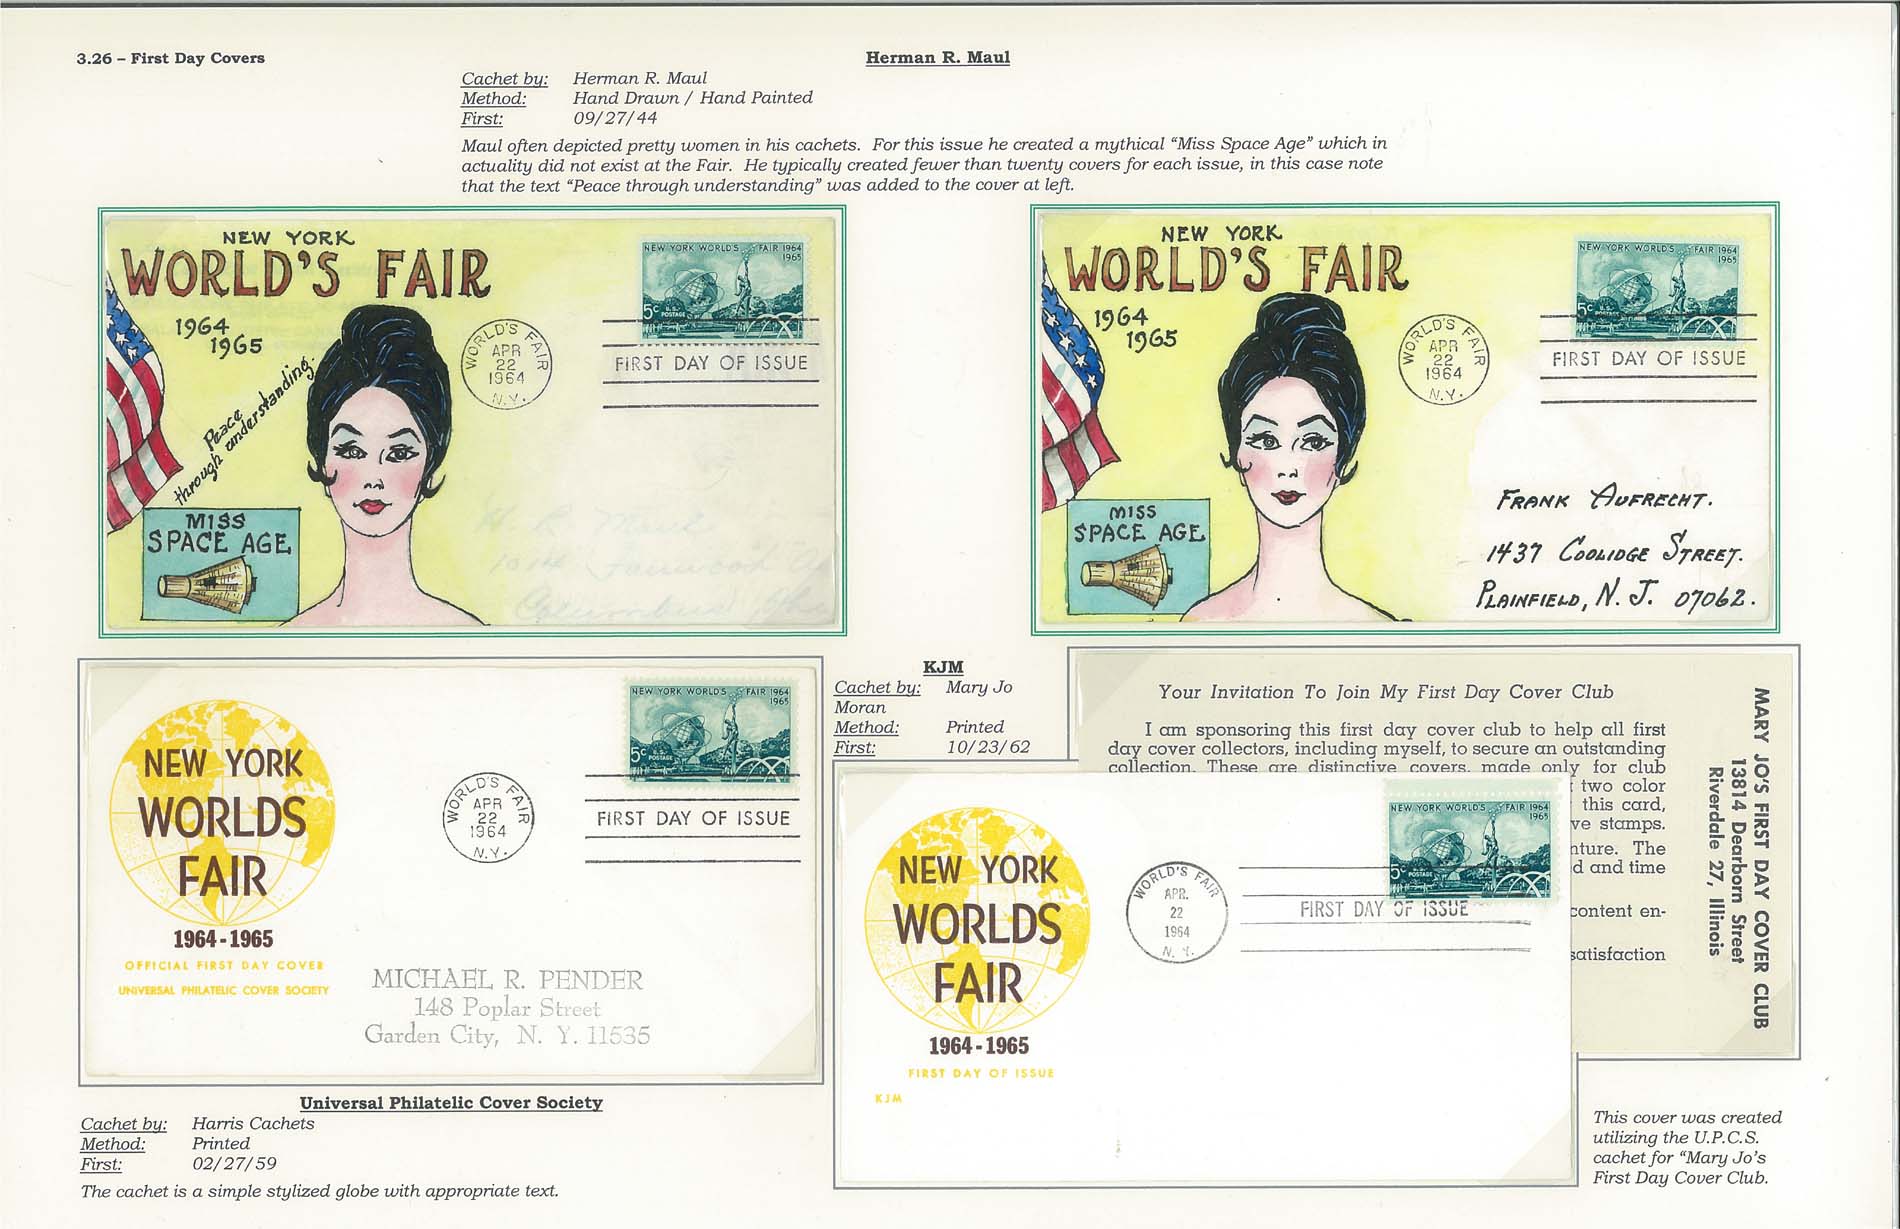 3.26 – First Day Covers
Herman R. Maul
Cachet by: Herman R. Maul
Method: Hand Drawn / Hand Painted
First: 09/27/44
Maul often depicted pretty women in his cachets. For this issue he created a mythical “Miss Space Age” which in
actuality did not exist at the Fair. He typically created fewer than twenty covers for each issue, in this case note
that the text “Peace through understanding” was added to the cover at left.
NEW YORK
WORLD'S FAIR
1964
1965
Peace
through understanding.
MISS
SPACE AGE
WORLD'S FAIR
APR
22
1964
N.Y.
NEW YORK WORLD'S FAIR 1964
1965
5c U.S. POSTAGE
FIRST DAY OF ISSUE
H. R. Maul
1014 Fairwood
Columbus,
NEW YORK
WORLD'S FAIR
1964
1965
MISS
SPACE AGE
WORLD'S FAIR
APR
22
1964
N.Y.
NEW YORK WORLD'S FAIR 1964
1965
5c U.S. POSTAGE
FIRST DAY OF ISSUE
FRANK AUFRECHT.
1437 COOLIDGE STREET.
PLAINFIELD, N. J. 07062.
NEW YORK
WORLDS
FAIR
1964-1965
OFFICIAL FIRST DAY COVER
UNIVERSAL PHILATELIC COVER SOCIETY
WORLD'S FAIR
APR
22
1964
N.Y.
NEW YORK WORLD'S FAIR 1964
1965
5c U.S. POSTAGE
FIRST DAY OF ISSUE
MICHAEL R. PENDER
148 Poplar Street
Garden City, N. Y. 11535
KJM
Cachet by: Mary Jo
Moran
Method: Printed
First: 10/23/62
Your Invitation To Join My First Day Cover Club
I am sponsoring this first day cover club to help all first
day cover collectors, including myself, to secure an outstanding
collection. These are distinctive covers, made only for club
two color
this card,
ve stamps.
nture. The
d and time
content en-
satisfaction
MARY JO'S FIRST DAY COVER CLUB
13814 Dearborn Street
Riverdale 27, Illinois
NEW YORK
WORLDS
FAIR
1964-1965
FIRST DAY OF ISSUE
KJM
WORLD'S FAIR
APR.
22
1964
N. Y.
NEW YORK WORLD'S FAIR 1964
1965
5c U.S. POSTAGE
FIRST DAY OF ISSUE
Universal Philatelic Cover Society
Cachet by: Harris Cachets
Method: Printed
First: 02/27/59
The cachet is a simple stylized globe with appropriate text.
This cover was created
utilizing the U.P.C.S.
cachet for “Mary Jo’s
First Day Cover Club.